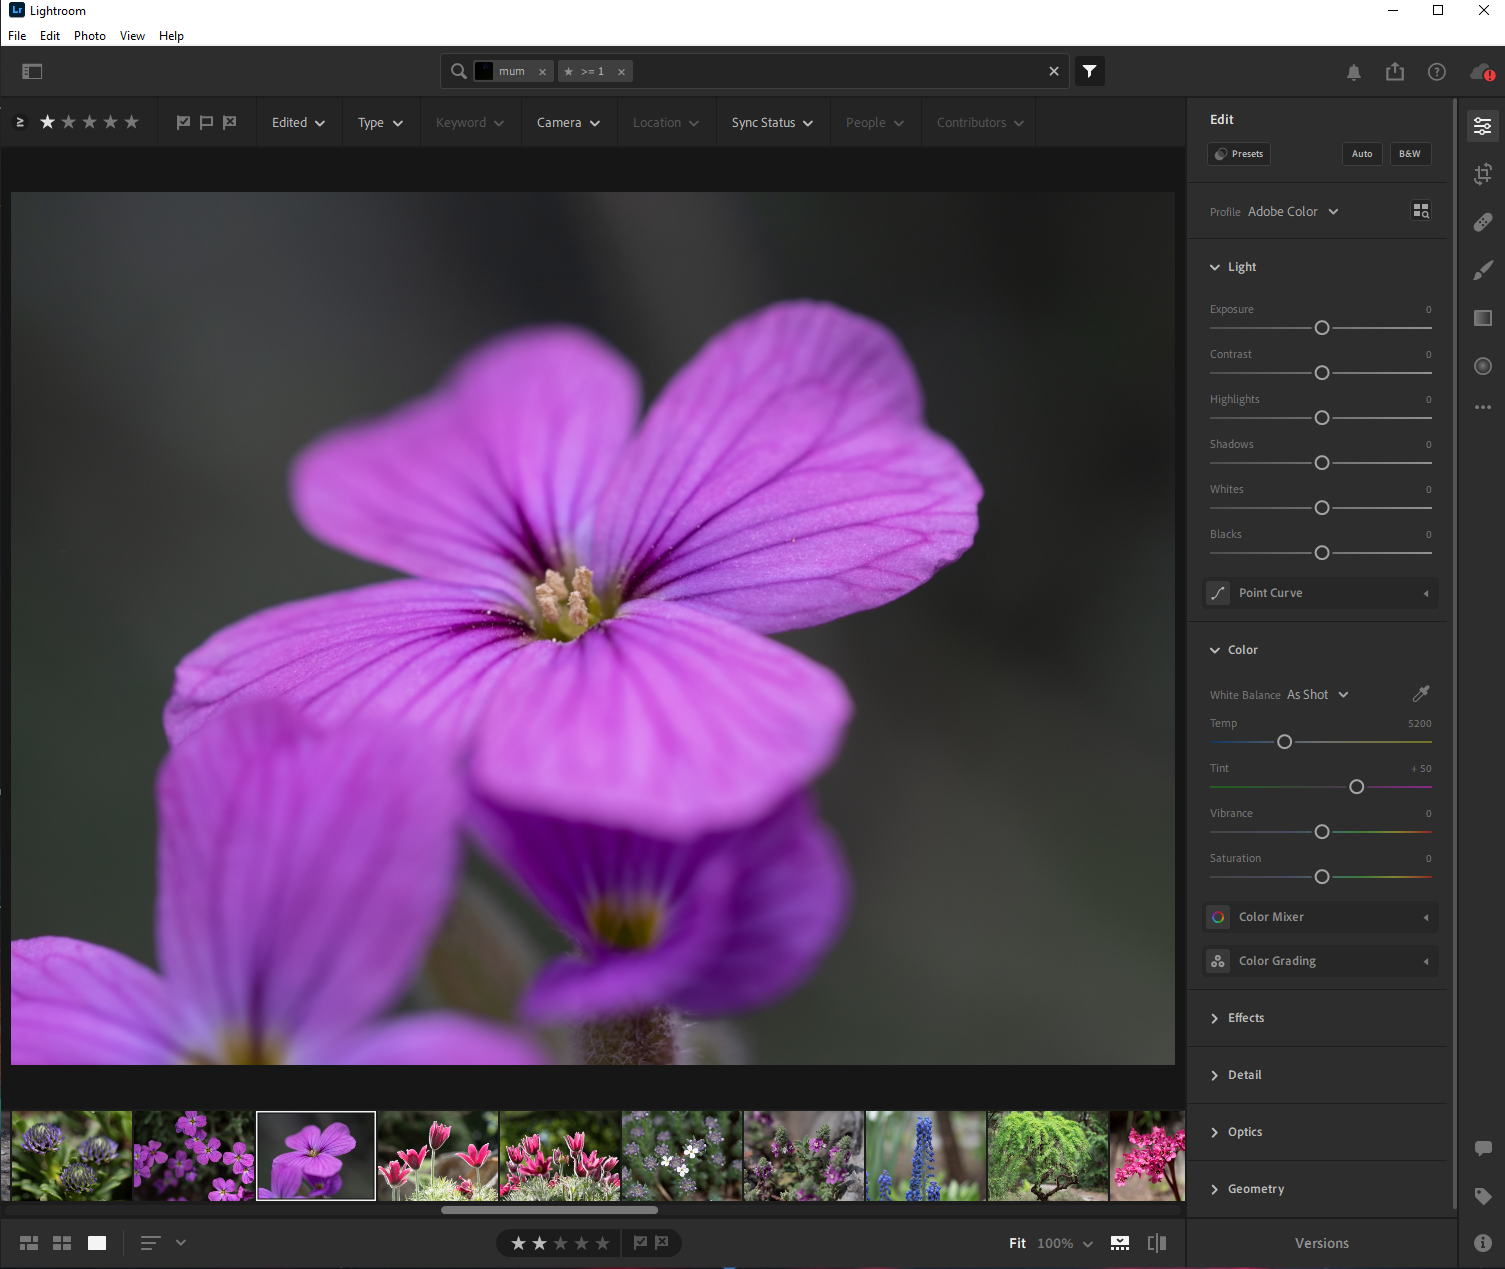 Lr Lightroom
File Edit Photo View Help
mum × ★ >= 1 ×
≥ ★★★★★ Edited Type Keyword Camera Location Sync Status People Contributors
Edit
Presets Auto B&W
Profile Adobe Color
Light
Exposure 0
Contrast 0
Highlights 0
Shadows 0
Whites 0
Blacks 0
Point Curve
Color
White Balance As Shot
Temp 5200
Tint + 50
Vibrance 0
Saturation 0
Color Mixer
Color Grading
Effects
Detail
Optics
Geometry
Fit 100%
Versions